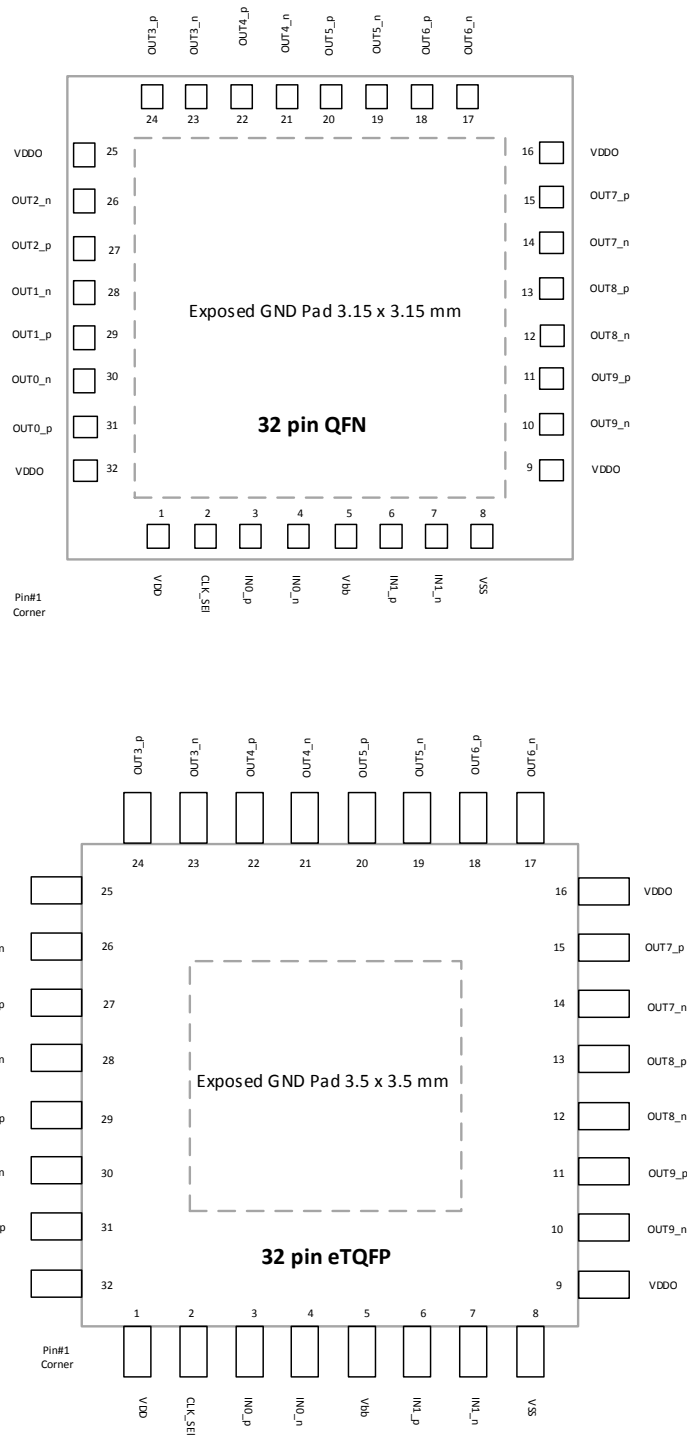 OUT3_p
OUT3_n
OUT4_p
OUT4_n
OUT5_p
OUT5_n
OUT6_p
OUT6_n
24 23 22 21 20 19 18 17
VDDO 25 16 VDDO
OUT2_n 26 15 OUT7_p
OUT2_p 27 14 OUT7_n
OUT1_n 28 13 OUT8_p
Exposed GND Pad 3.15 x 3.15 mm
OUT1_p 29 12 OUT8_n
OUT0_n 30 11 OUT9_p
OUT0_p 31 10 OUT9_n
32 pin QFN
VDDO 32 9 VDDO
1 2 3 4 5 6 7 8
VDD
CLK_SEl
IN0_p
IN0_n
Vbb
IN1_p
IN1_n
VSS
Pin#1
Corner
OUT3_p
OUT3_n
OUT4_p
OUT4_n
OUT5_p
OUT5_n
OUT6_p
OUT6_n
24 23 22 21 20 19 18 17
25 16 VDDO
n 26 15 OUT7_p
p 27 14 OUT7_n
n 28 13 OUT8_p
Exposed GND Pad 3.5 x 3.5 mm
p 29 12 OUT8_n
n 30 11 OUT9_p
p 31 10 OUT9_n
32 pin eTQFP
32 9 VDDO
1 2 3 4 5 6 7 8
Pin#1
Corner
VDD
CLK_SEl
IN0_p
IN0_n
Vbb
IN1_p
IN1_n
VSS